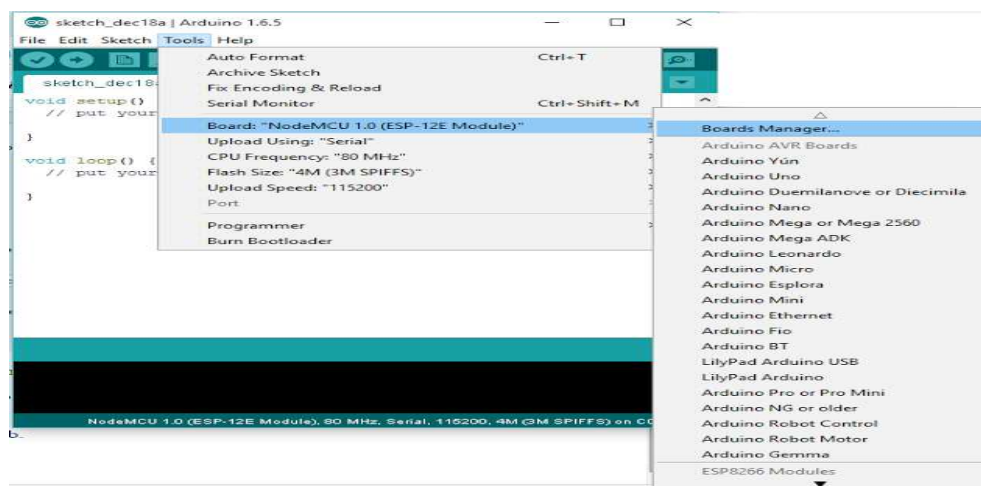 sketch_dec18a | Arduino 1.6.5
File Edit Sketch Tools Help
sketch_dec18
void setup()
// put your
}
void loop() {
// put your
}
Auto Format Ctrl+T
Archive Sketch
Fix Encoding & Reload
Serial Monitor Ctrl+Shift+M
Board: "NodeMCU 1.0 (ESP-12E Module)"
Upload Using: "Serial"
CPU Frequency: "80 MHz"
Flash Size: "4M (3M SPIFFS)"
Upload Speed: "115200"
Port
Programmer
Burn Bootloader
Boards Manager...
Arduino AVR Boards
Arduino Yún
Arduino Uno
Arduino Duemilanove or Diecimila
Arduino Nano
Arduino Mega or Mega 2560
Arduino Mega ADK
Arduino Leonardo
Arduino Micro
Arduino Esplora
Arduino Mini
Arduino Ethernet
Arduino Fio
Arduino BT
LilyPad Arduino USB
LilyPad Arduino
Arduino Pro or Pro Mini
Arduino NG or older
Arduino Robot Control
Arduino Robot Motor
Arduino Gemma
ESP8266 Modules
NodeMCU 1.0 (ESP-12E Module), 80 MHz, Serial, 115200, 4M (3M SPIFFS) on CO
b.